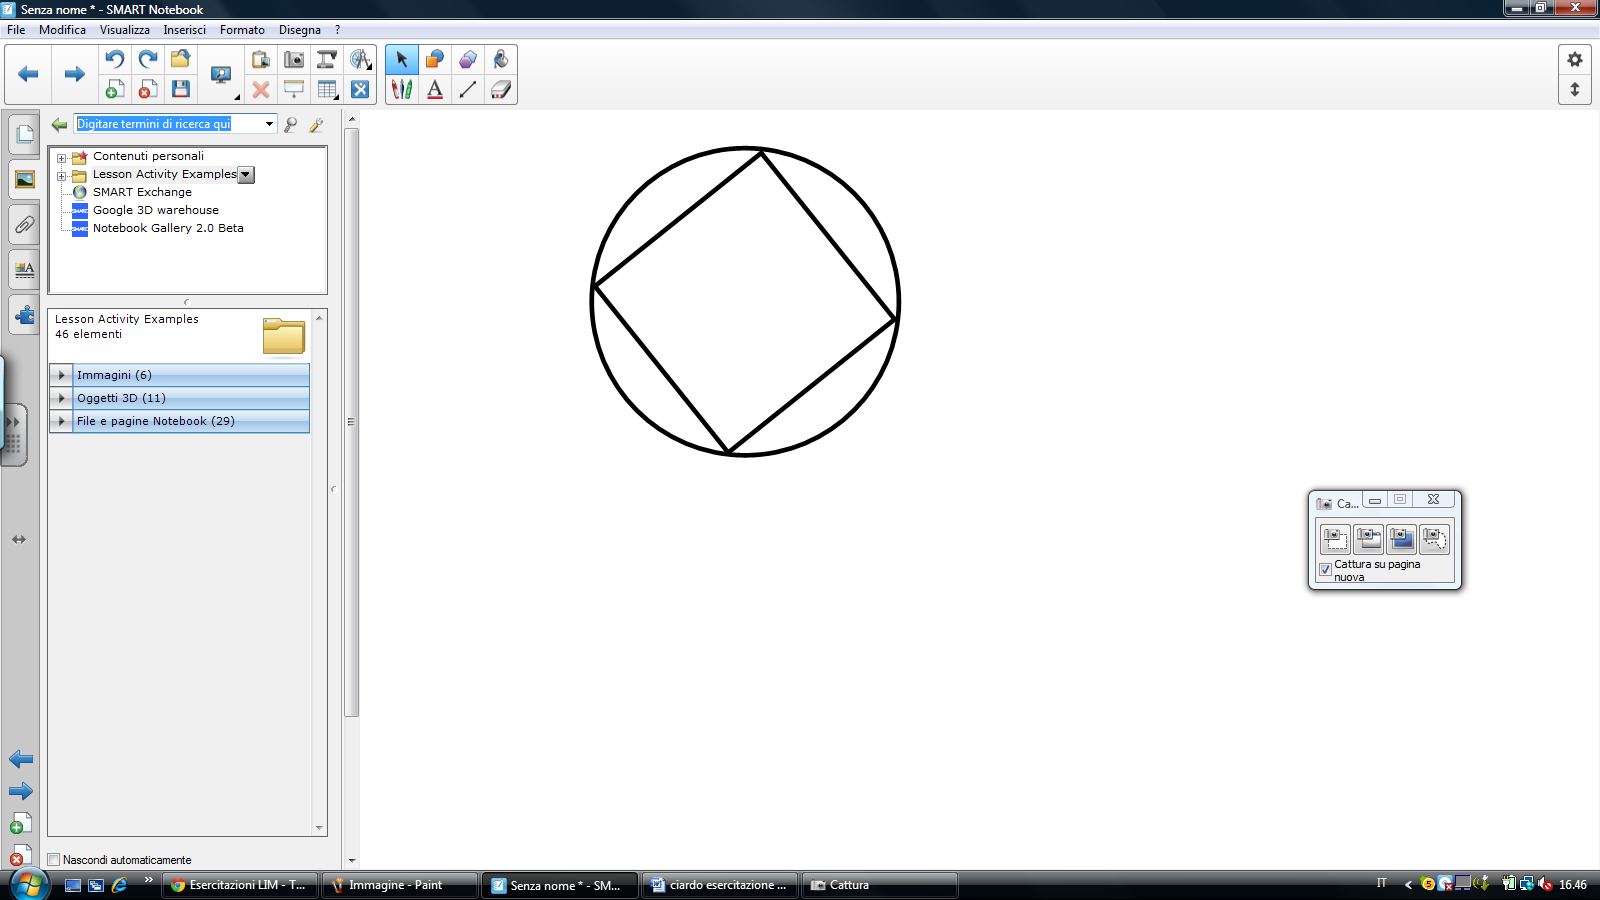 Senza nome * - SMART Notebook
File Modifica Visualizza Inserisci Formato Disegna ?
Digitare termini di ricerca qui
Contenuti personali
Lesson Activity Examples
SMART Exchange
Google 3D warehouse
Notebook Gallery 2.0 Beta
Lesson Activity Examples
46 elementi
Immagini (6)
Oggetti 3D (11)
File e pagine Notebook (29)
Ca...
Cattura su pagina
nuova
Nascondi automaticamente
Esercitazioni LIM - T... Immagine - Paint Senza nome * - SM... ciardo esercitazione ... Cattura IT 16.46